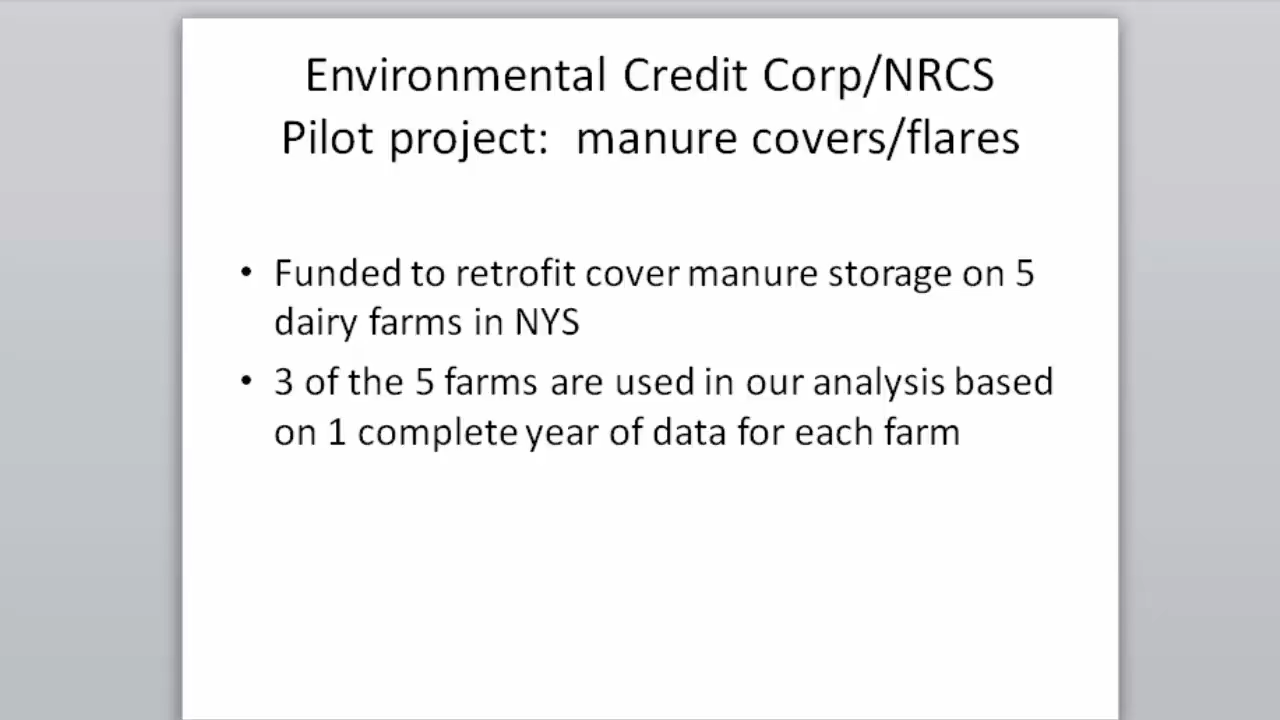 Environmental Credit Corp/NRCS
Pilot project: manure covers/flares
• Funded to retrofit cover manure storage on 5
dairy farms in NYS
• 3 of the 5 farms are used in our analysis based
on 1 complete year of data for each farm